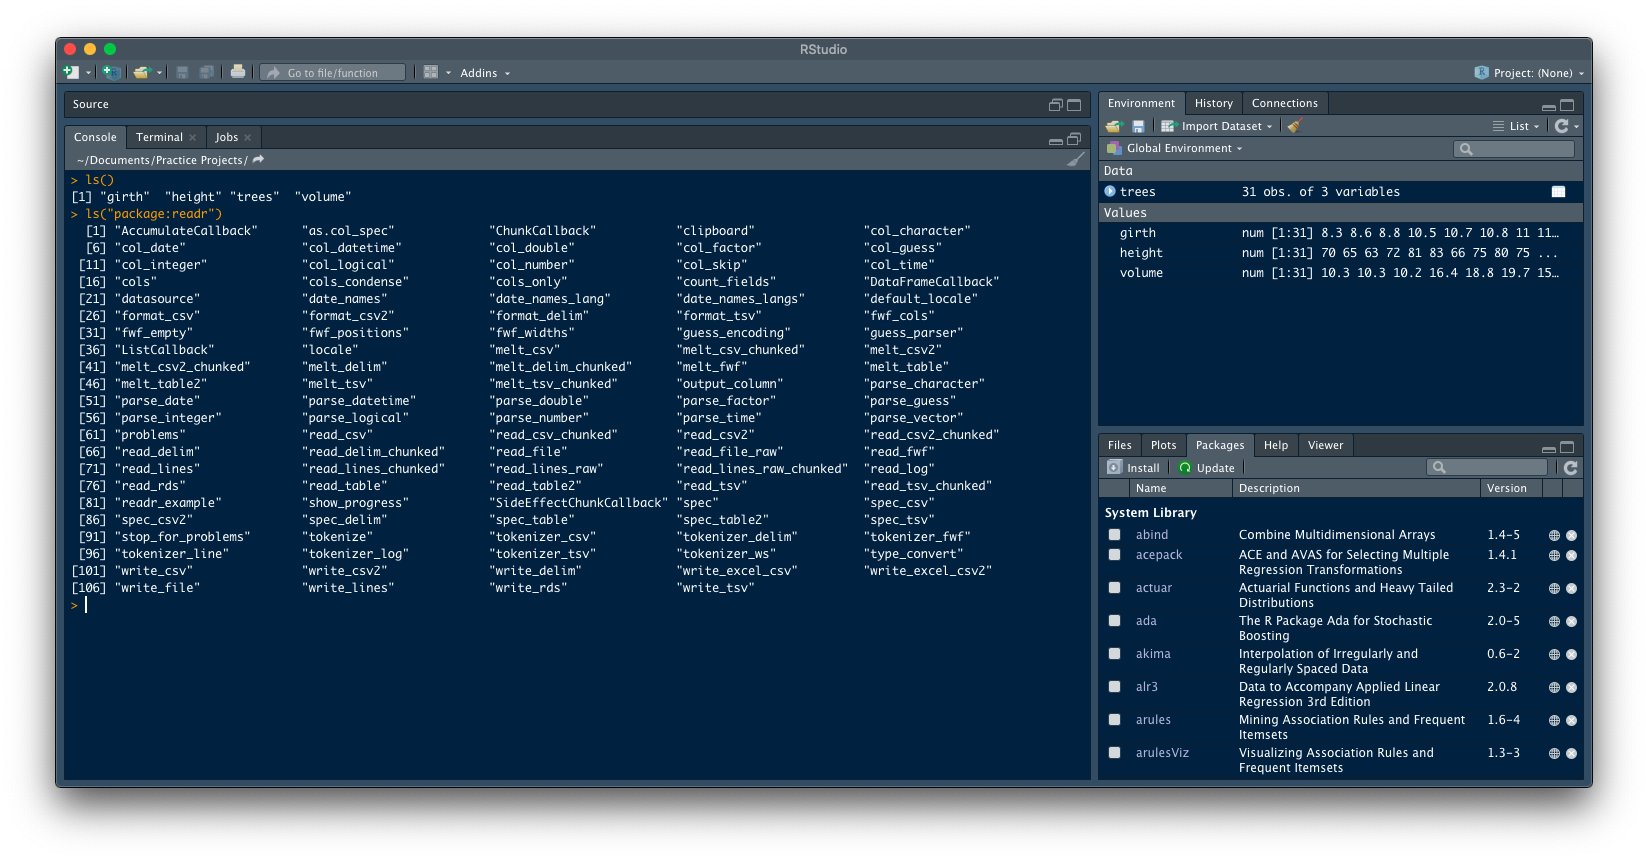 RStudio
Go to file/function Addins Project: (None)
Source
Console Terminal Jobs
~/Documents/Practice Projects/
> ls()
[1] "girth"  "height" "trees"  "volume"
> ls("package:readr")
[1] "AccumulateCallback" "as.col_spec" "ChunkCallback" "clipboard" "col_character"
[6] "col_date" "col_datetime" "col_double" "col_factor" "col_guess"
[11] "col_integer" "col_logical" "col_number" "col_skip" "col_time"
[16] "cols" "cols_condense" "cols_only" "count_fields" "DataFrameCallback"
[21] "datasource" "date_names" "date_names_lang" "date_names_langs" "default_locale"
[26] "format_csv" "format_csv2" "format_delim" "format_tsv" "fwf_cols"
[31] "fwf_empty" "fwf_positions" "fwf_widths" "guess_encoding" "guess_parser"
[36] "ListCallback" "locale" "melt_csv" "melt_csv_chunked" "melt_csv2"
[41] "melt_csv2_chunked" "melt_delim" "melt_delim_chunked" "melt_fwf" "melt_table"
[46] "melt_table2" "melt_tsv" "melt_tsv_chunked" "output_column" "parse_character"
[51] "parse_date" "parse_datetime" "parse_double" "parse_factor" "parse_guess"
[56] "parse_integer" "parse_logical" "parse_number" "parse_time" "parse_vector"
[61] "problems" "read_csv" "read_csv_chunked" "read_csv2" "read_csv2_chunked"
[66] "read_delim" "read_delim_chunked" "read_file" "read_file_raw" "read_fwf"
[71] "read_lines" "read_lines_chunked" "read_lines_raw" "read_lines_raw_chunked" "read_log"
[76] "read_rds" "read_table" "read_table2" "read_tsv" "read_tsv_chunked"
[81] "readr_example" "show_progress" "SideEffectChunkCallback" "spec" "spec_csv"
[86] "spec_csv2" "spec_delim" "spec_table" "spec_table2" "spec_tsv"
[91] "stop_for_problems" "tokenize" "tokenizer_csv" "tokenizer_delim" "tokenizer_fwf"
[96] "tokenizer_line" "tokenizer_log" "tokenizer_tsv" "tokenizer_ws" "type_convert"
[101] "write_csv" "write_csv2" "write_delim" "write_excel_csv" "write_excel_csv2"
[106] "write_file" "write_lines" "write_rds" "write_tsv"
>
Environment History Connections
Import Dataset List
Global Environment
Data
trees 31 obs. of 3 variables
Values
girth num [1:31] 8.3 8.6 8.8 10.5 10.7 10.8 11 11…
height num [1:31] 70 65 63 72 81 83 66 75 80 75 ...
volume num [1:31] 10.3 10.3 10.2 16.4 18.8 19.7 15…
Files Plots Packages Help Viewer
Install Update
Name Description Version
System Library
abind Combine Multidimensional Arrays 1.4-5
acepack ACE and AVAS for Selecting Multiple 1.4.1
Regression Transformations
actuar Actuarial Functions and Heavy Tailed 2.3-2
Distributions
ada The R Package Ada for Stochastic 2.0-5
Boosting
akima Interpolation of Irregularly and 0.6-2
Regularly Spaced Data
alr3 Data to Accompany Applied Linear 2.0.8
Regression 3rd Edition
arules Mining Association Rules and Frequent 1.6-4
Itemsets
arulesViz Visualizing Association Rules and 1.3-3
Frequent Itemsets